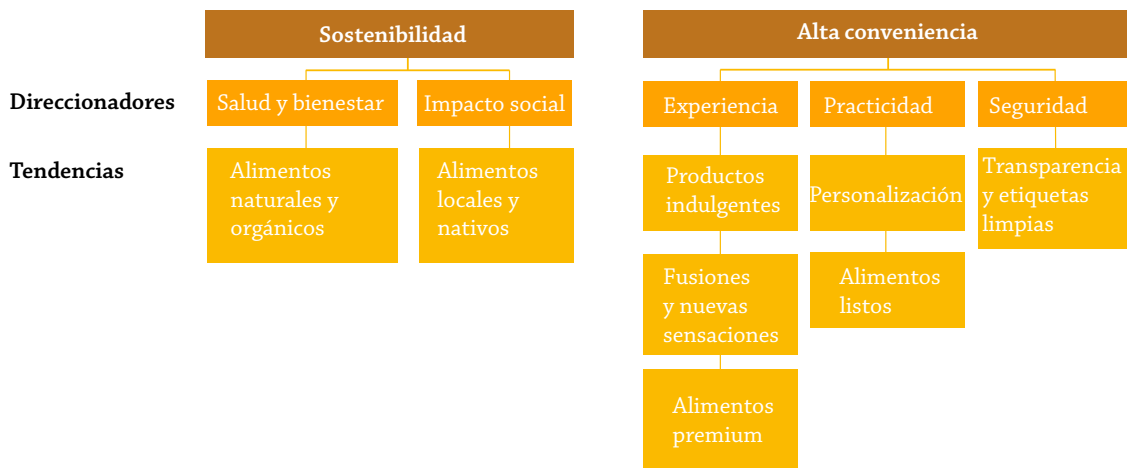 Sostenibilidad
Alta conveniencia
Direccionadores
Salud y bienestar
Impacto social
Experiencia
Practicidad
Seguridad
Tendencias
Alimentos
naturales y
orgánicos
Alimentos
locales y
nativos
Productos
indulgentes
Personalización
Transparencia
y etiquetas
limpias
Fusiones
y nuevas
sensaciones
Alimentos
listos
Alimentos
premium